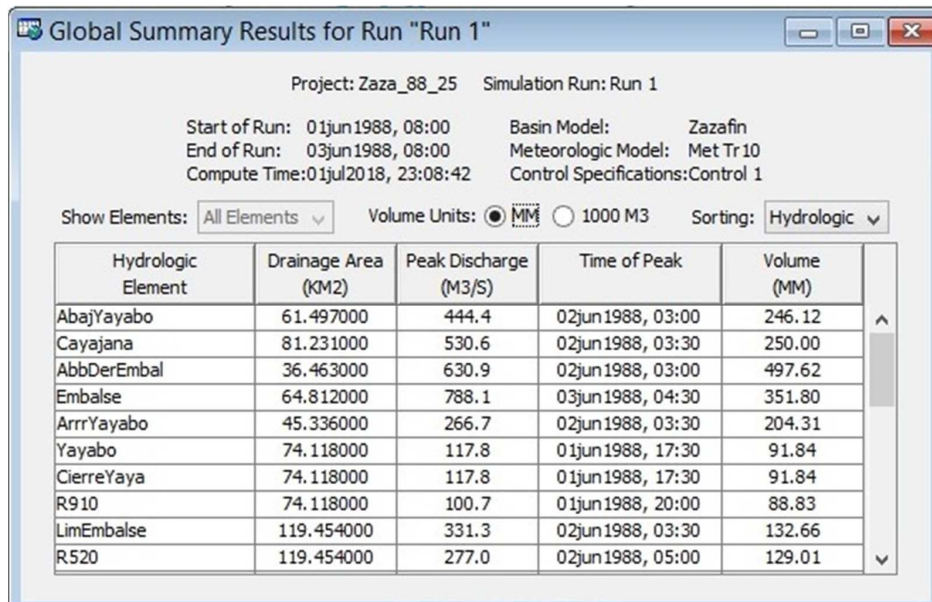 Global Summary Results for Run "Run 1"
Project: Zaza_88_25 Simulation Run: Run 1
Start of Run: 01jun1988, 08:00 Basin Model: Zazafin
End of Run: 03jun1988, 08:00 Meteorologic Model: Met Tr10
Compute Time:01jul2018, 23:08:42 Control Specifications:Control 1
Show Elements: All Elements Volume Units: MM 1000 M3 Sorting: Hydrologic
Hydrologic Drainage Area Peak Discharge Time of Peak Volume
Element (KM2) (M3/S) (MM)
AbajYayabo 61.497000 444.4 02jun1988, 03:00 246.12
Cayajana 81.231000 530.6 02jun1988, 03:30 250.00
AbbDerEmbal 36.463000 630.9 02jun1988, 03:00 497.62
Embalse 64.812000 788.1 03jun1988, 04:30 351.80
ArrrYayabo 45.336000 266.7 02jun1988, 03:30 204.31
Yayabo 74.118000 117.8 01jun1988, 17:30 91.84
CierreYaya 74.118000 117.8 01jun1988, 17:30 91.84
R910 74.118000 100.7 01jun1988, 20:00 88.83
LimEmbalse 119.454000 331.3 02jun1988, 03:30 132.66
R520 119.454000 277.0 02jun1988, 05:00 129.01